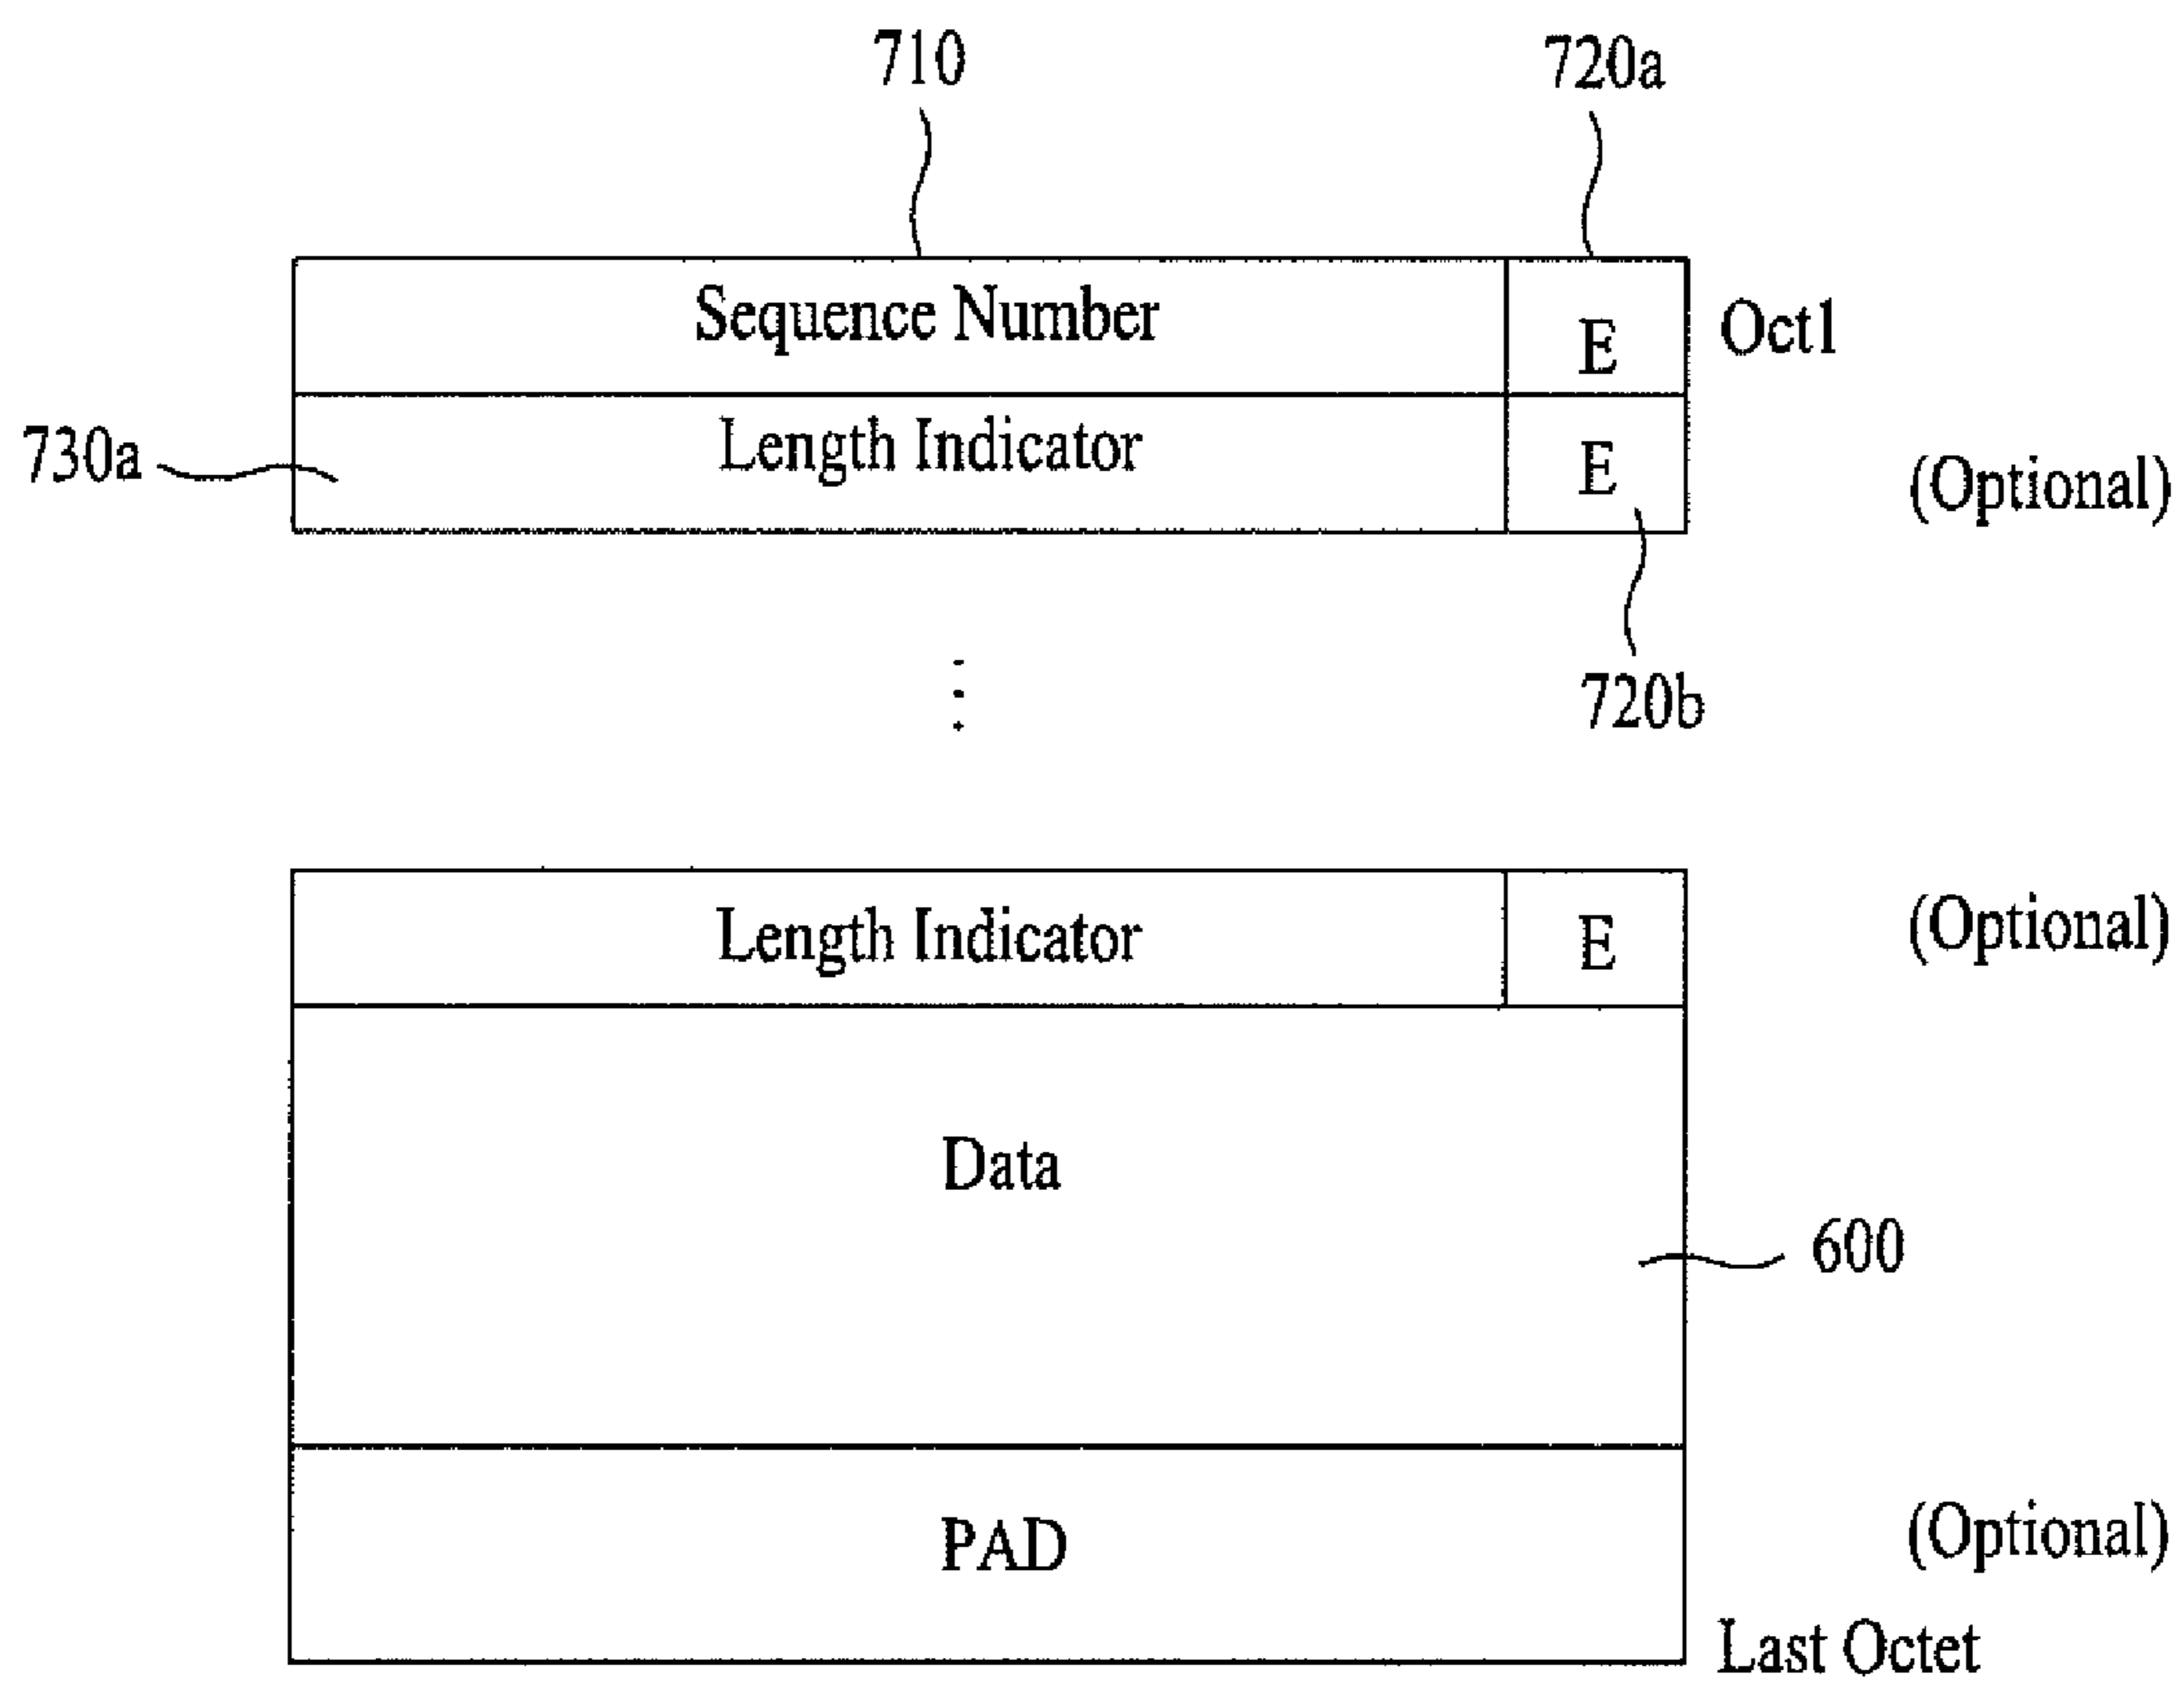 710 720a
Sequence Number E Oct1
730a Length Indicator E (Optional)
720b
Length Indicator E (Optional)
Data
600
PAD (Optional)
Last Octet